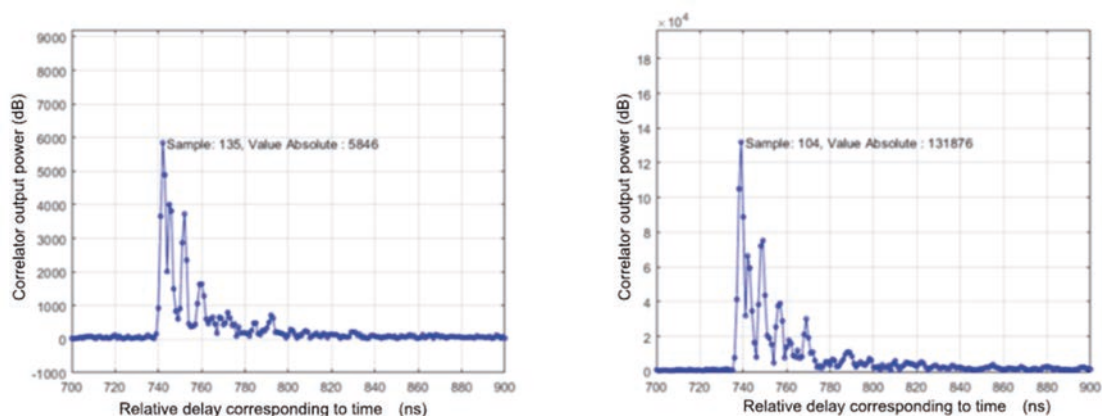 9000
8000
7000
6000
5000
4000
3000
2000
1000
0
-1000
Correlator output power (dB)
Sample: 135, Value Absolute : 5846
700 720 740 760 780 800 820 840 860 880 900
Relative delay corresponding to time (ns)
× 10⁴
18
16
14
12
10
8
6
4
2
0
Correlator output power (dB)
Sample: 104, Value Absolute : 131876
700 720 740 760 780 800 820 840 860 880 900
Relative delay corresponding to time (ns)